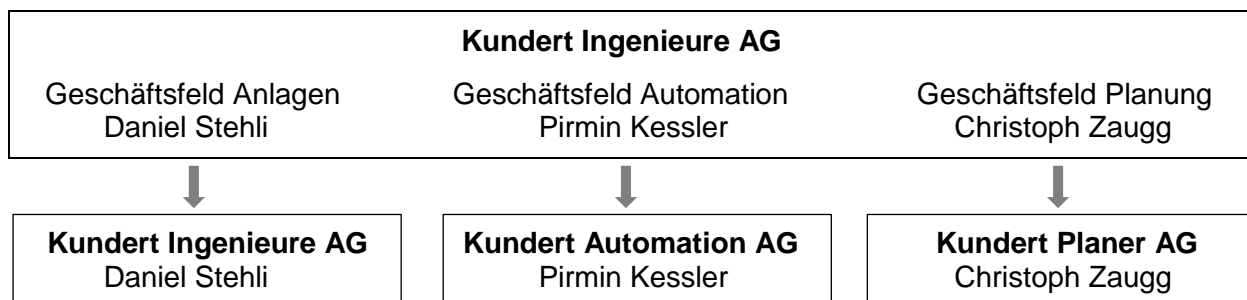 Kundert Ingenieure AG
Geschäftsfeld Anlagen
Daniel Stehli
Geschäftsfeld Automation
Pirmin Kessler
Geschäftsfeld Planung
Christoph Zaugg
Kundert Ingenieure AG
Daniel Stehli
Kundert Automation AG
Pirmin Kessler
Kundert Planer AG
Christoph Zaugg